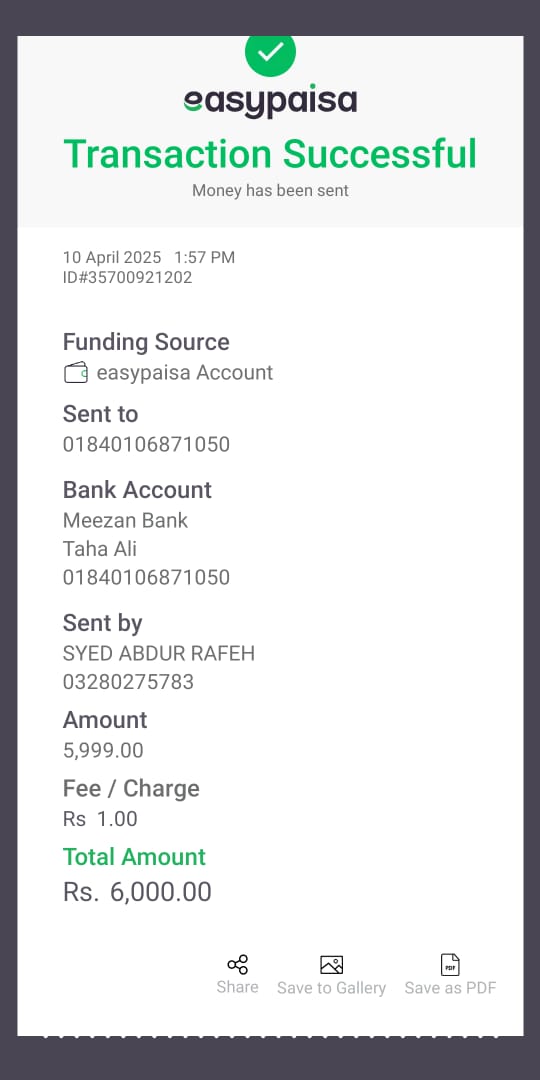 easypaisa
Transaction Successful
Money has been sent
10 April 2025 1:57 PM
ID#35700921202
Funding Source
easypaisa Account
Sent to
01840106871050
Bank Account
Meezan Bank
Taha Ali
01840106871050
Sent by
SYED ABDUR RAFEH
03280275783
Amount
5,999.00
Fee / Charge
Rs 1.00
Total Amount
Rs. 6,000.00
PDF
Share Save to Gallery Save as PDF